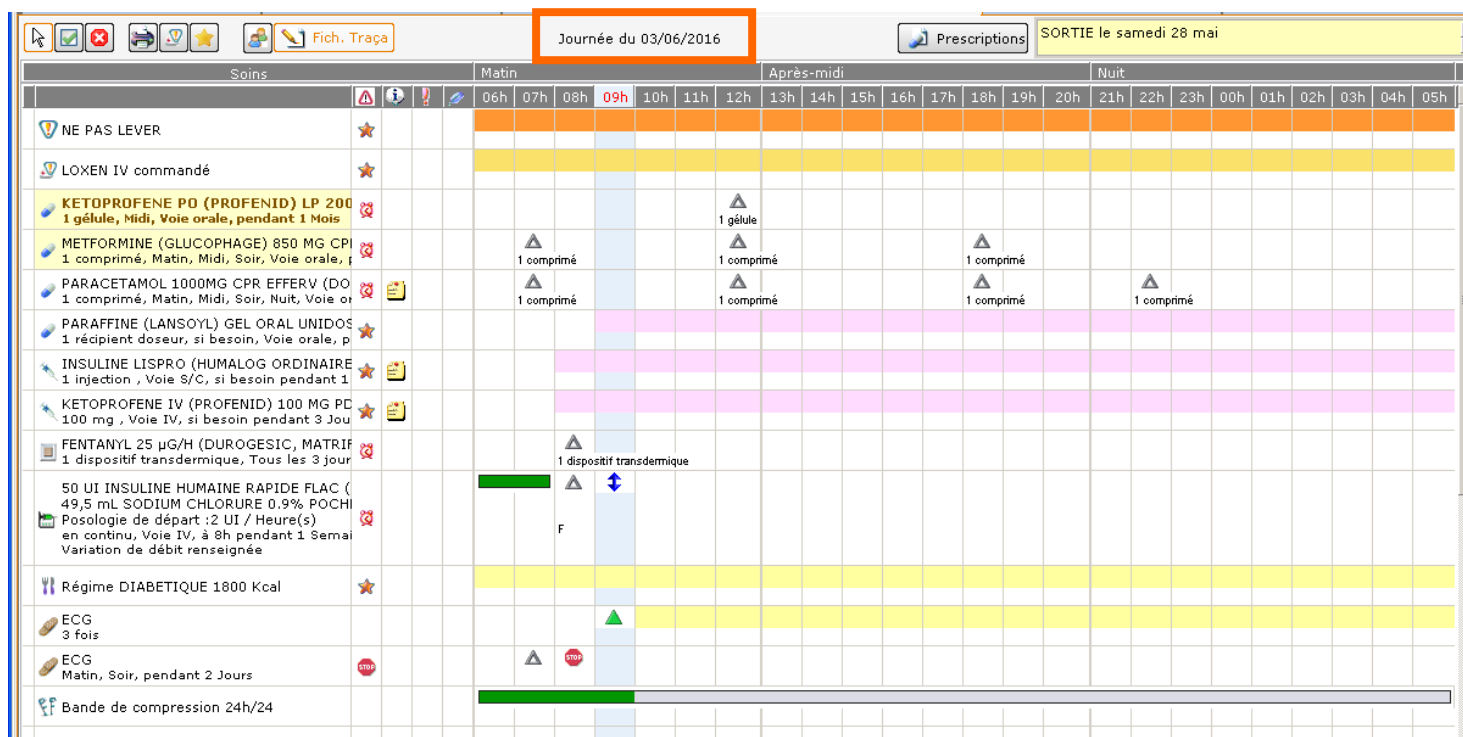 Fich. Traça
Journée du 03/06/2016
Prescriptions
SORTIE le samedi 28 mai
Soins
Matin
Après-midi
Nuit
06h 07h 08h 09h 10h 11h 12h 13h 14h 15h 16h 17h 18h 19h 20h 21h 22h 23h 00h 01h 02h 03h 04h 05h
NE PAS LEVER
LOXEN IV commandé
KETOPROFENE PO (PROFENID) LP 200
1 gélule, Midi, Voie orale, pendant 1 Mois
1 gélule
METFORMINE (GLUCOPHAGE) 850 MG CPI
1 comprimé, Matin, Midi, Soir, Voie orale, p
1 comprimé 1 comprimé 1 comprimé
PARACETAMOL 1000MG CPR EFFERV (DO
1 comprimé, Matin, Midi, Soir, Nuit, Voie or
1 comprimé 1 comprimé 1 comprimé 1 comprimé
PARAFFINE (LANSOYL) GEL ORAL UNIDOS
1 récipient doseur, si besoin, Voie orale, p
INSULINE LISPRO (HUMALOG ORDINAIRE
1 injection , Voie S/C, si besoin pendant 1
KETOPROFENE IV (PROFENID) 100 MG PD
100 mg , Voie IV, si besoin pendant 3 Jou
FENTANYL 25 µG/H (DUROGESIC, MATRIF
1 dispositif transdermique, Tous les 3 jour
1 dispositif transdermique
50 UI INSULINE HUMAINE RAPIDE FLAC (
49,5 mL SODIUM CHLORURE 0.9% POCHI
Posologie de départ :2 UI / Heure(s)
en continu, Voie IV, à 8h pendant 1 Semai
Variation de débit renseignée
F
Régime DIABETIQUE 1800 Kcal
ECG
3 fois
ECG
Matin, Soir, pendant 2 Jours
STOP
STOP
Bande de compression 24h/24